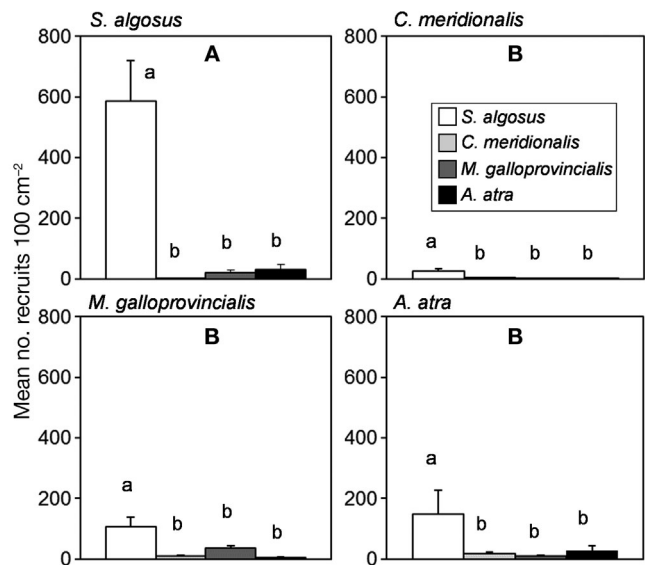 S. algosus
C. meridionalis
Mean no. recruits 100 cm⁻²
800
600
400
200
0
A
a
b
b
b
800
600
400
200
0
B
S. algosus
C. meridionalis
M. galloprovincialis
A. atra
a
b
b
b
M. galloprovincialis
A. atra
800
600
400
200
0
B
a
b
b
b
800
600
400
200
0
B
a
b
b
b